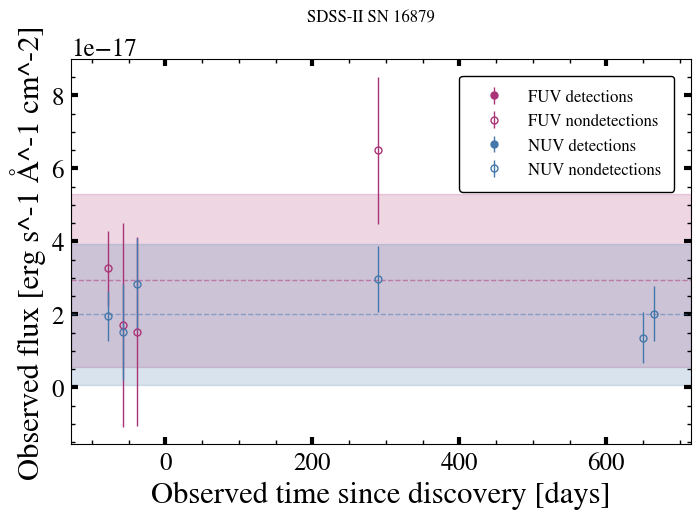 SDSS-II SN 16879
1e−17
Observed flux [erg s^-1 Å^-1 cm^-2]
8
6
4
2
0
FUV detections
FUV nondetections
NUV detections
NUV nondetections
0 200 400 600
Observed time since discovery [days]